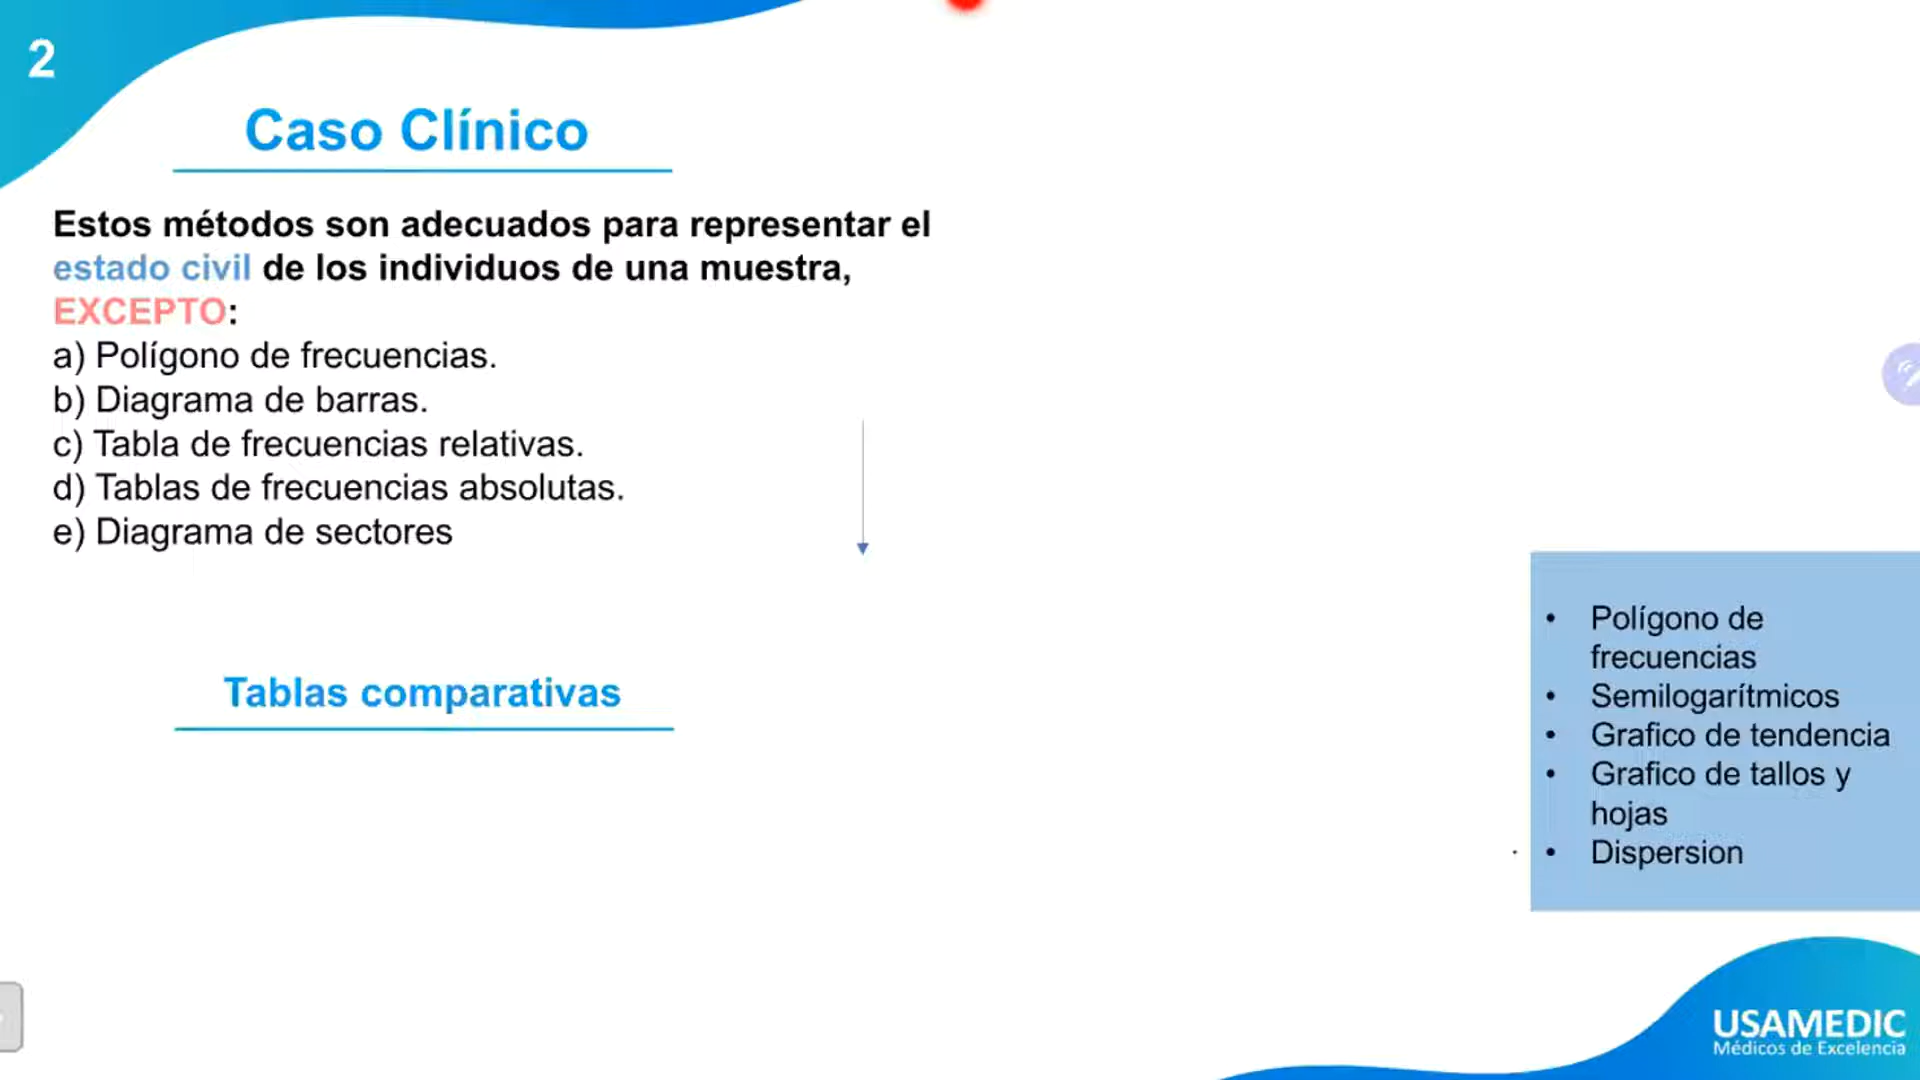 2
Caso Clínico
Estos métodos son adecuados para representar el
estado civil de los individuos de una muestra,
EXCEPTO:
a) Polígono de frecuencias.
b) Diagrama de barras.
c) Tabla de frecuencias relativas.
d) Tablas de frecuencias absolutas.
e) Diagrama de sectores
Tablas comparativas
• Polígono de
frecuencias
• Semilogarítmicos
• Grafico de tendencia
• Grafico de tallos y
hojas
• Dispersion
USAMEDIC
Médicos de Excelencia